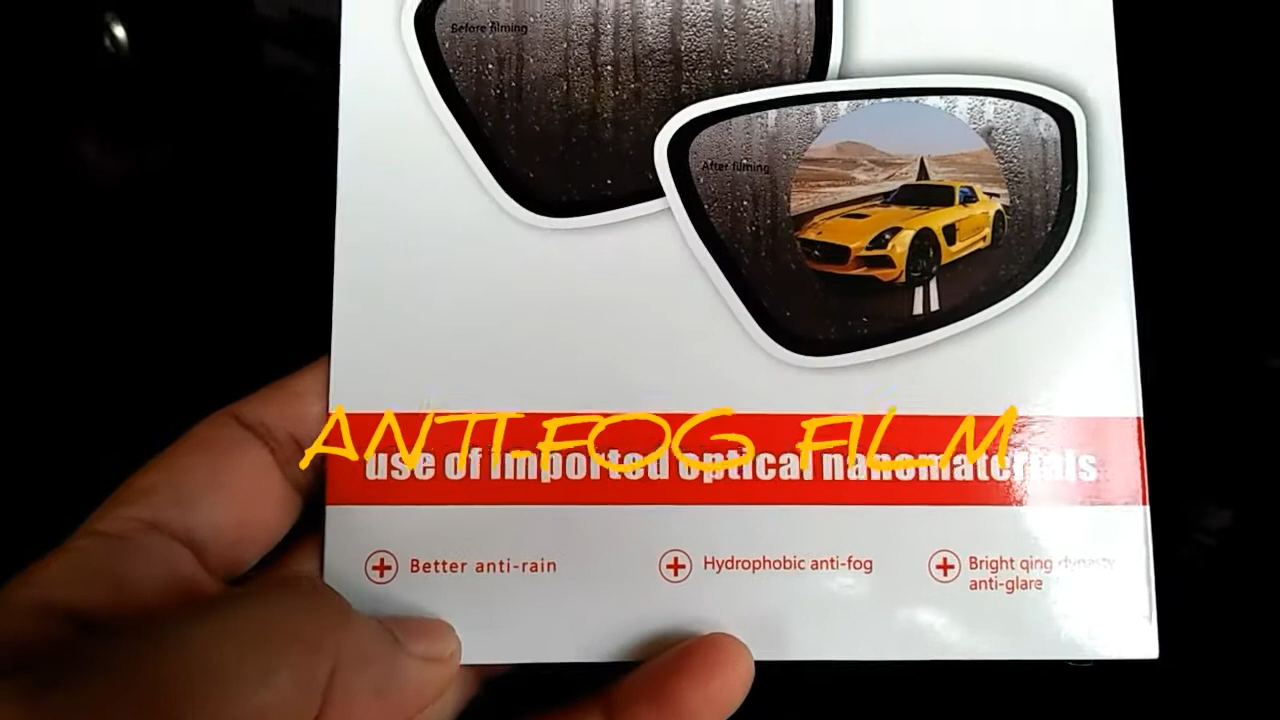 Before filming
After filming
ANTI-FOG FILM
use of imported optical nanomaterials
Better anti-rain
Hydrophobic anti-fog
Bright qing dynasty
anti-glare